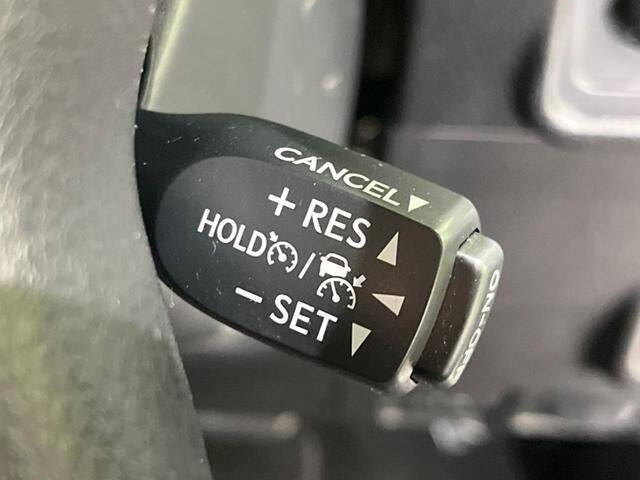 CANCEL▼
+ RES ▲
HOLD /
− SET ▼
ON-OFF